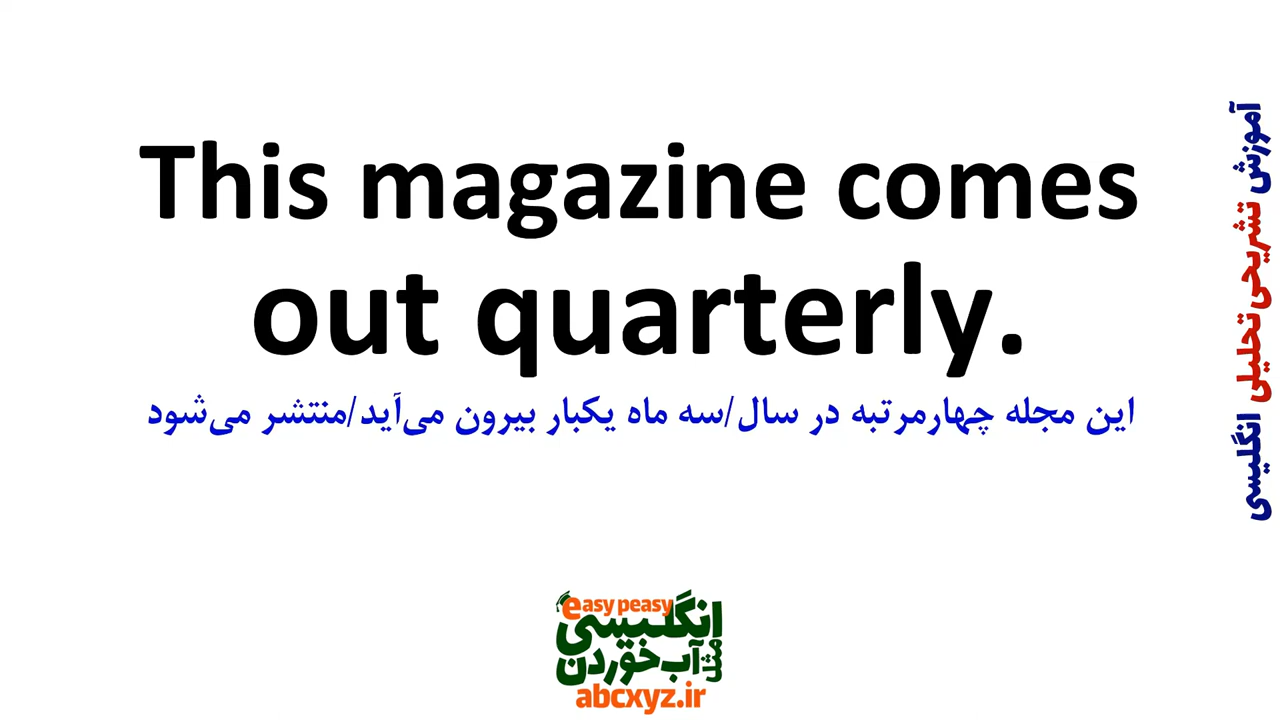 This magazine comes
out quarterly.
این مجله چهارمرتبه در سال/سه ماه یکبار بیرون می‌آید/منتشر می‌شود
آموزش تشریحی تحلیلی انگلیسی
easy peasy
انگلیسی
مثل آب خوردن
abcxyz.ir